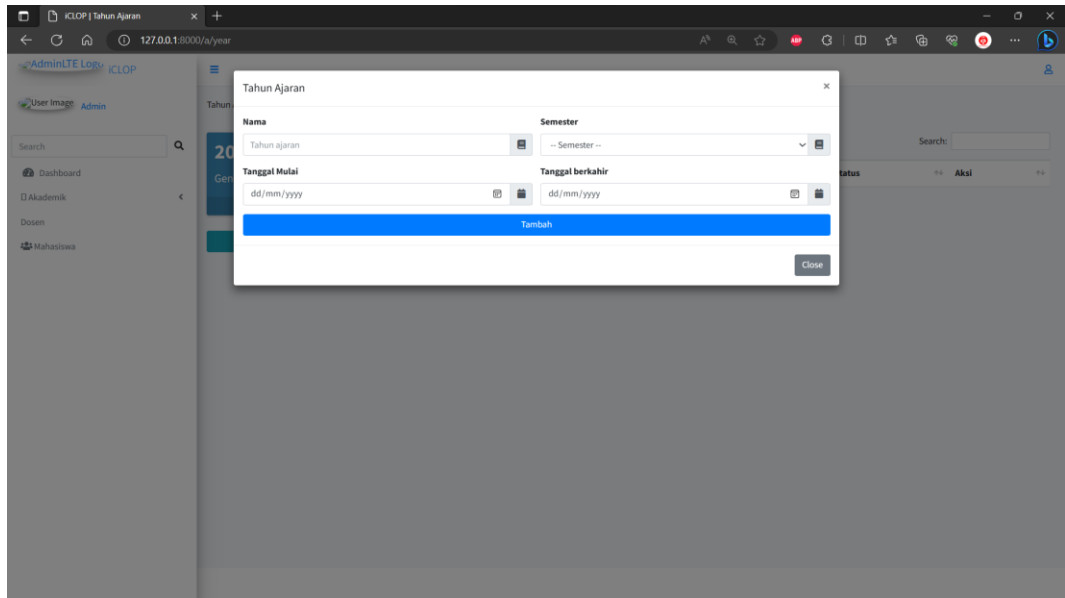 iCLOP | Tahun Ajaran
127.0.0.1:8000/a/year
AdminLTE Logo iCLOP
User Image Admin
Search
Dashboard
Akademik
Dosen
Mahasiswa
Tahun
20
Gen
Search:
tatus Aksi
Tahun Ajaran ×
Nama Semester
Tahun ajaran -- Semester --
Tanggal Mulai Tanggal berkahir
dd/mm/yyyy dd/mm/yyyy
Tambah
Close